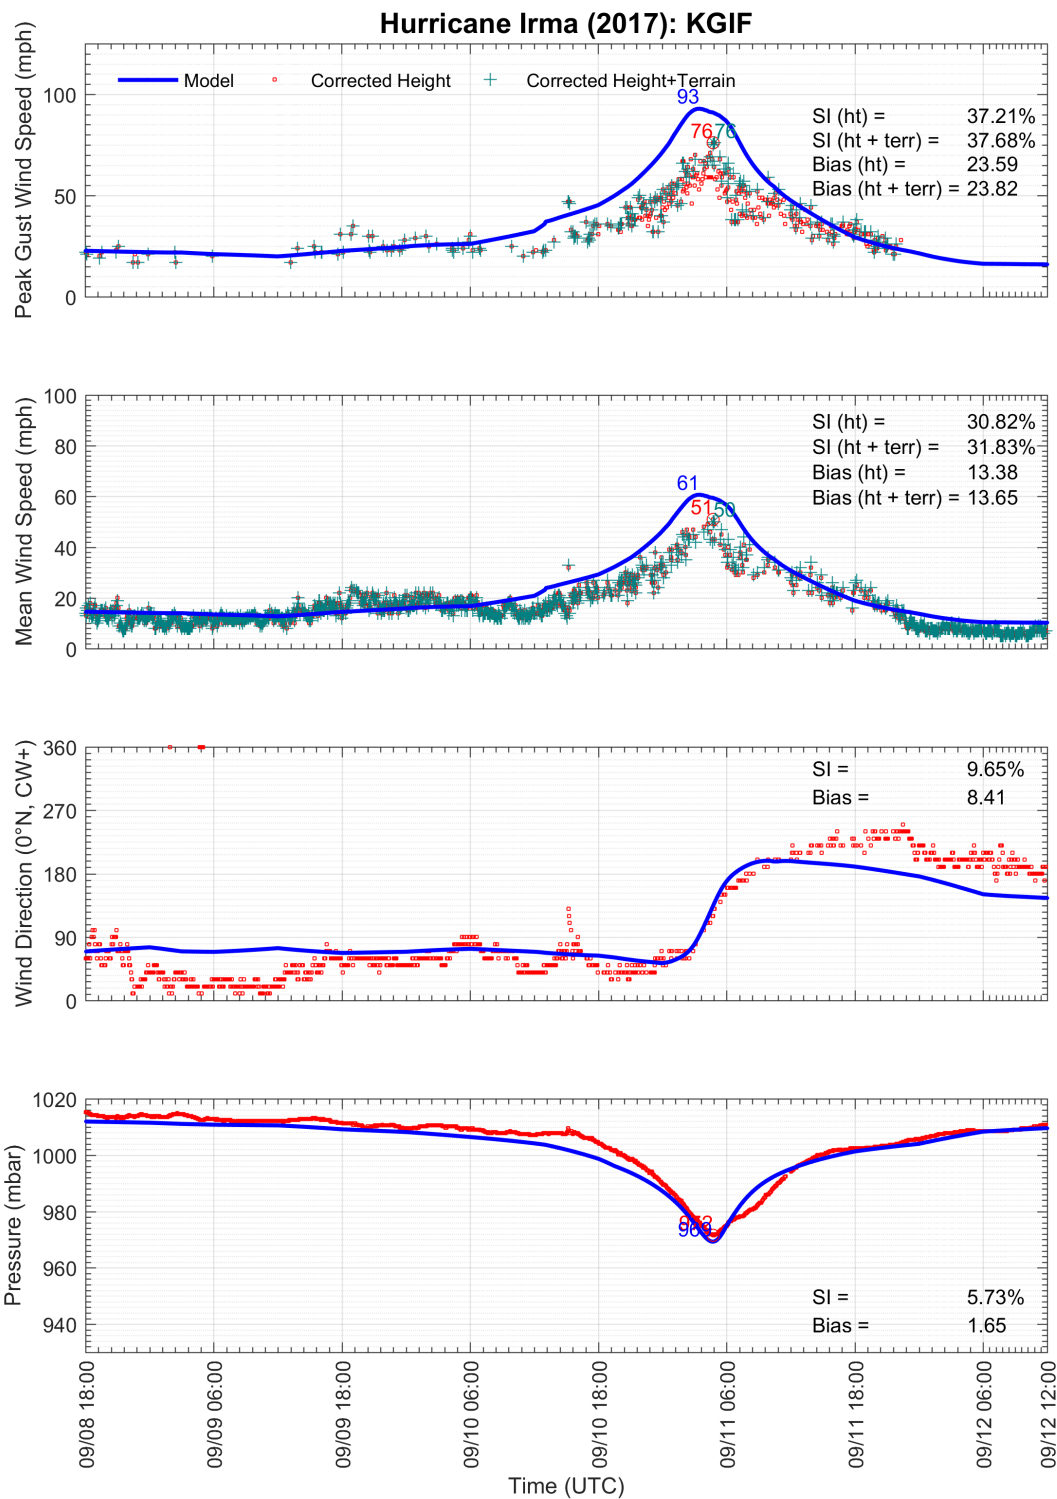 Hurricane Irma (2017): KGIF
Peak Gust Wind Speed (mph)
100
50
0
Model
Corrected Height
Corrected Height+Terrain
93
76
76
SI (ht) = 37.21%
SI (ht + terr) = 37.68%
Bias (ht) = 23.59
Bias (ht + terr) = 23.82
Mean Wind Speed (mph)
100
80
60
40
20
0
61
51
50
SI (ht) = 30.82%
SI (ht + terr) = 31.83%
Bias (ht) = 13.38
Bias (ht + terr) = 13.65
Wind Direction (0°N, CW+)
360
270
180
90
0
SI = 9.65%
Bias = 8.41
Pressure (mbar)
1020
1000
980
960
940
972
969
SI = 5.73%
Bias = 1.65
09/08 18:00
09/09 06:00
09/09 18:00
09/10 06:00
09/10 18:00
09/11 06:00
09/11 18:00
09/12 06:00
09/12 12:00
Time (UTC)